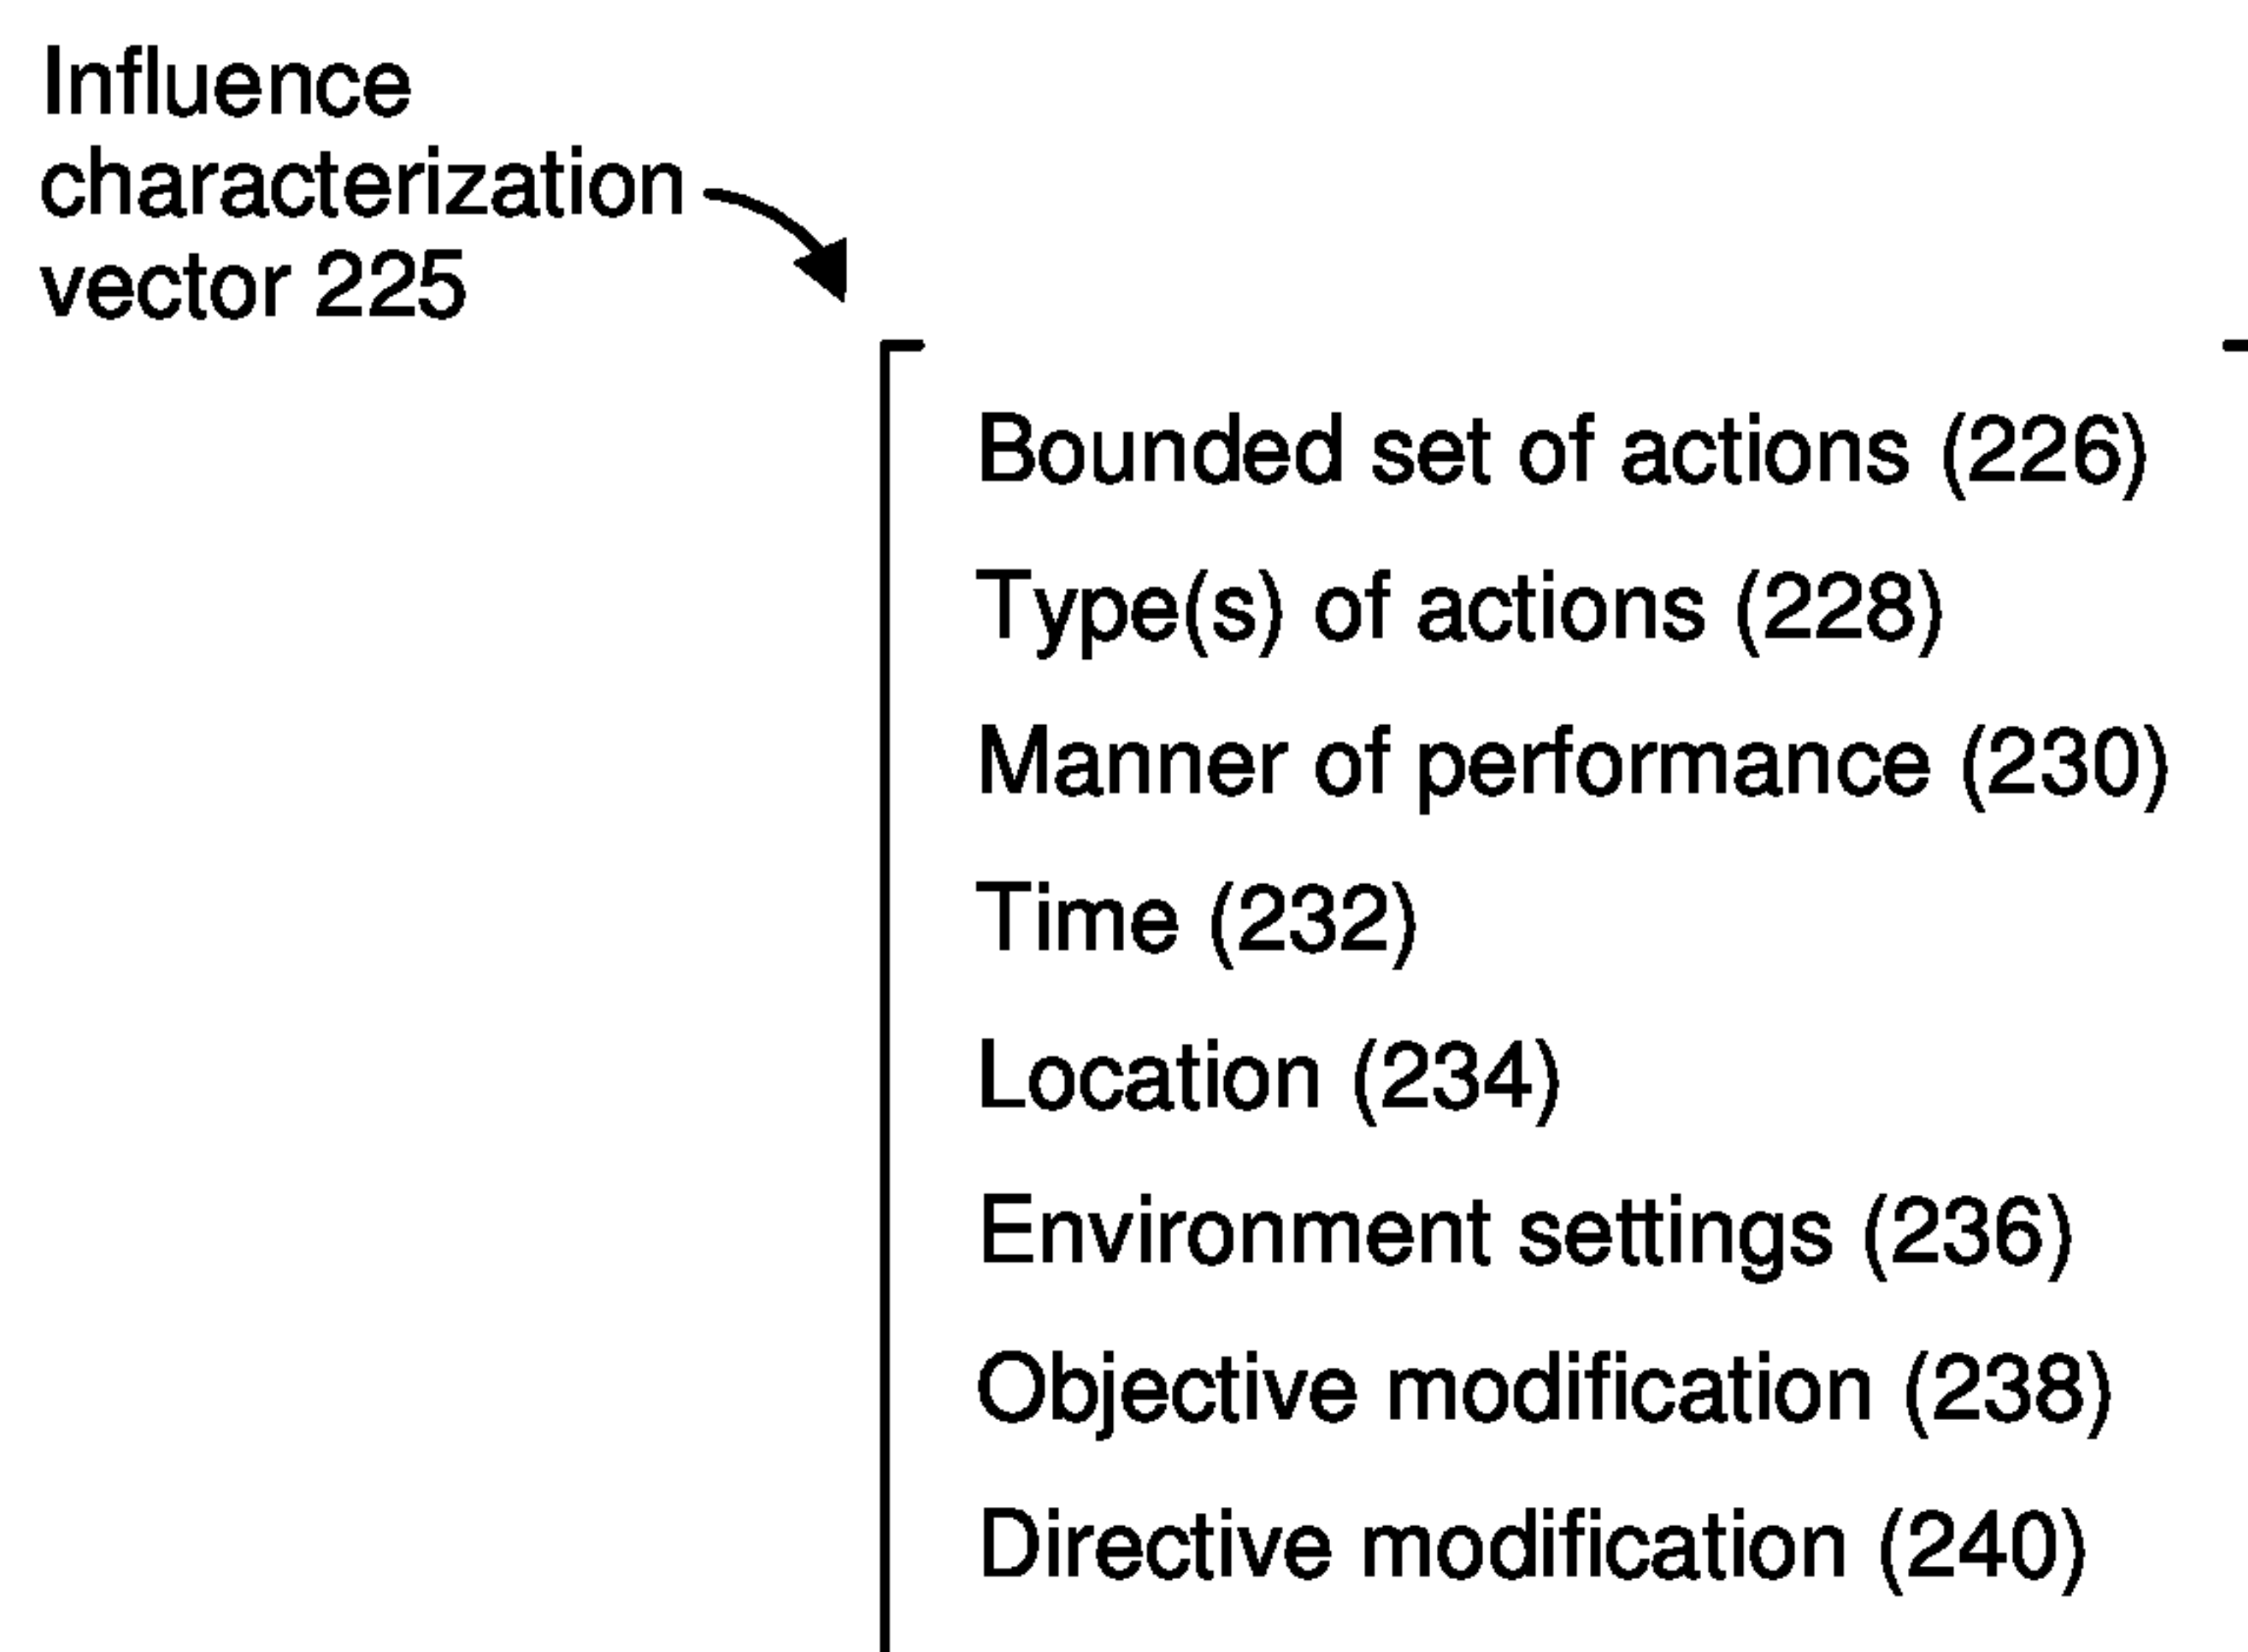 Influence
characterization
vector 225
Bounded set of actions (226)
Type(s) of actions (228)
Manner of performance (230)
Time (232)
Location (234)
Environment settings (236)
Objective modification (238)
Directive modification (240)